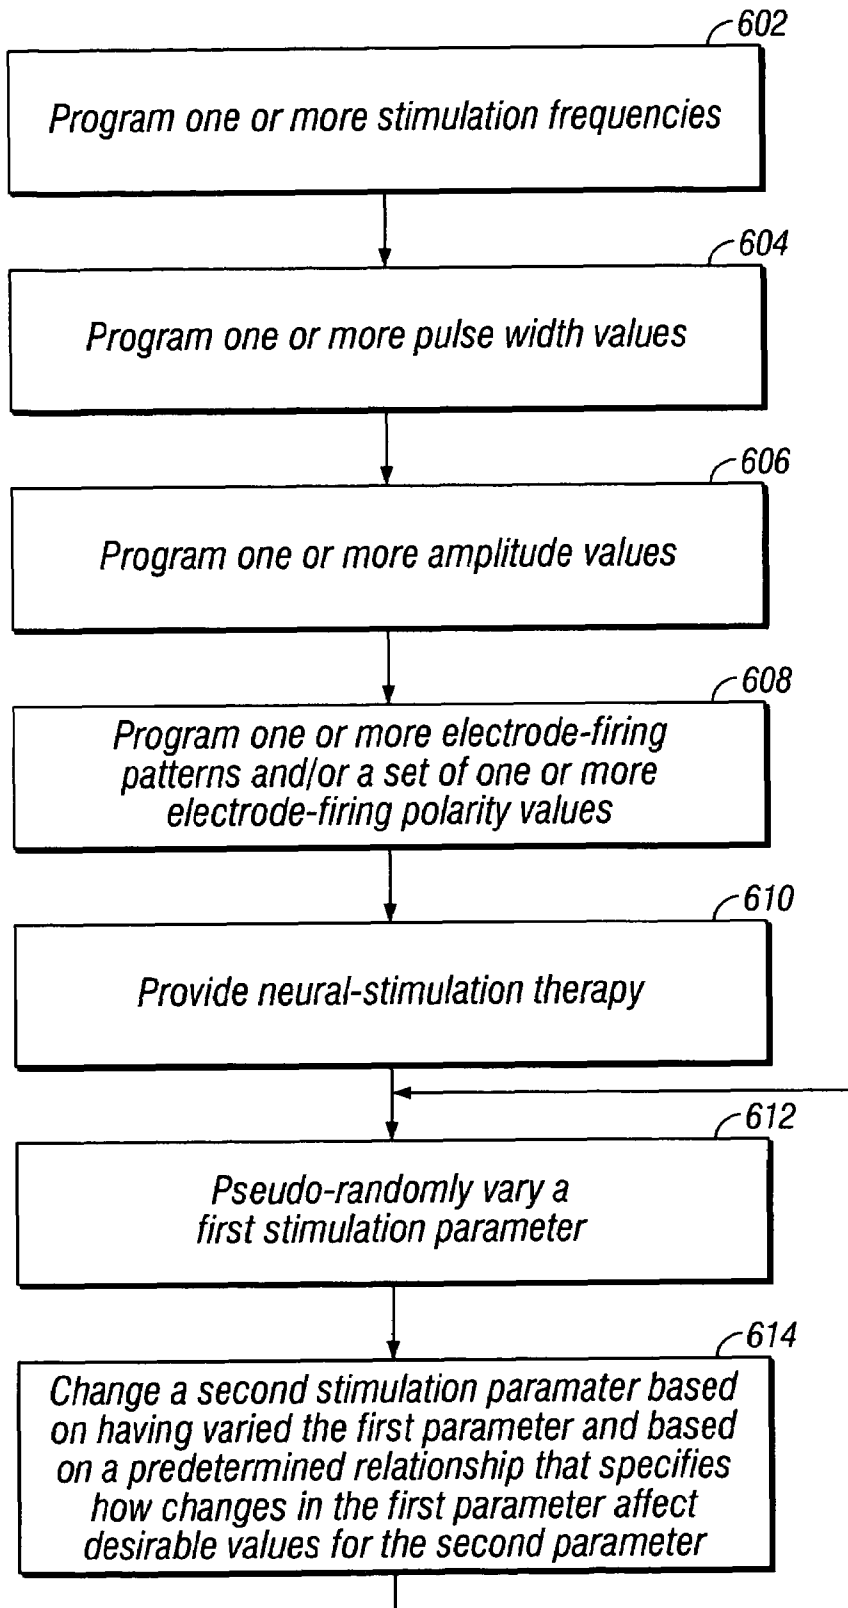 602
Program one or more stimulation frequencies
604
Program one or more pulse width values
606
Program one or more amplitude values
608
Program one or more electrode-firing
patterns and/or a set of one or more
electrode-firing polarity values
610
Provide neural-stimulation therapy
612
Pseudo-randomly vary a
first stimulation parameter
614
Change a second stimulation paramater based
on having varied the first parameter and based
on a predetermined relationship that specifies
how changes in the first parameter affect
desirable values for the second parameter